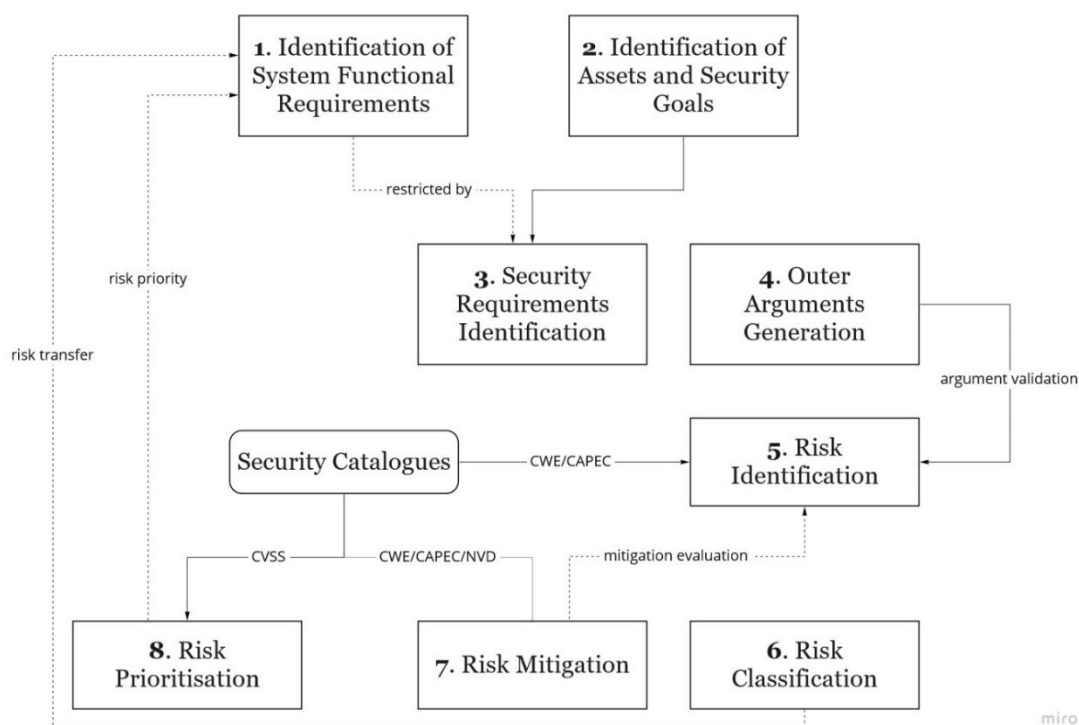 1. Identification of
System Functional
Requirements
2. Identification of
Assets and Security
Goals
restricted by
3. Security
Requirements
Identification
4. Outer
Arguments
Generation
risk priority
risk transfer
argument validation
Security Catalogues
CWE/CAPEC
5. Risk
Identification
CVSS
CWE/CAPEC/NVD
mitigation evaluation
8. Risk
Prioritisation
7. Risk Mitigation
6. Risk
Classification
miro